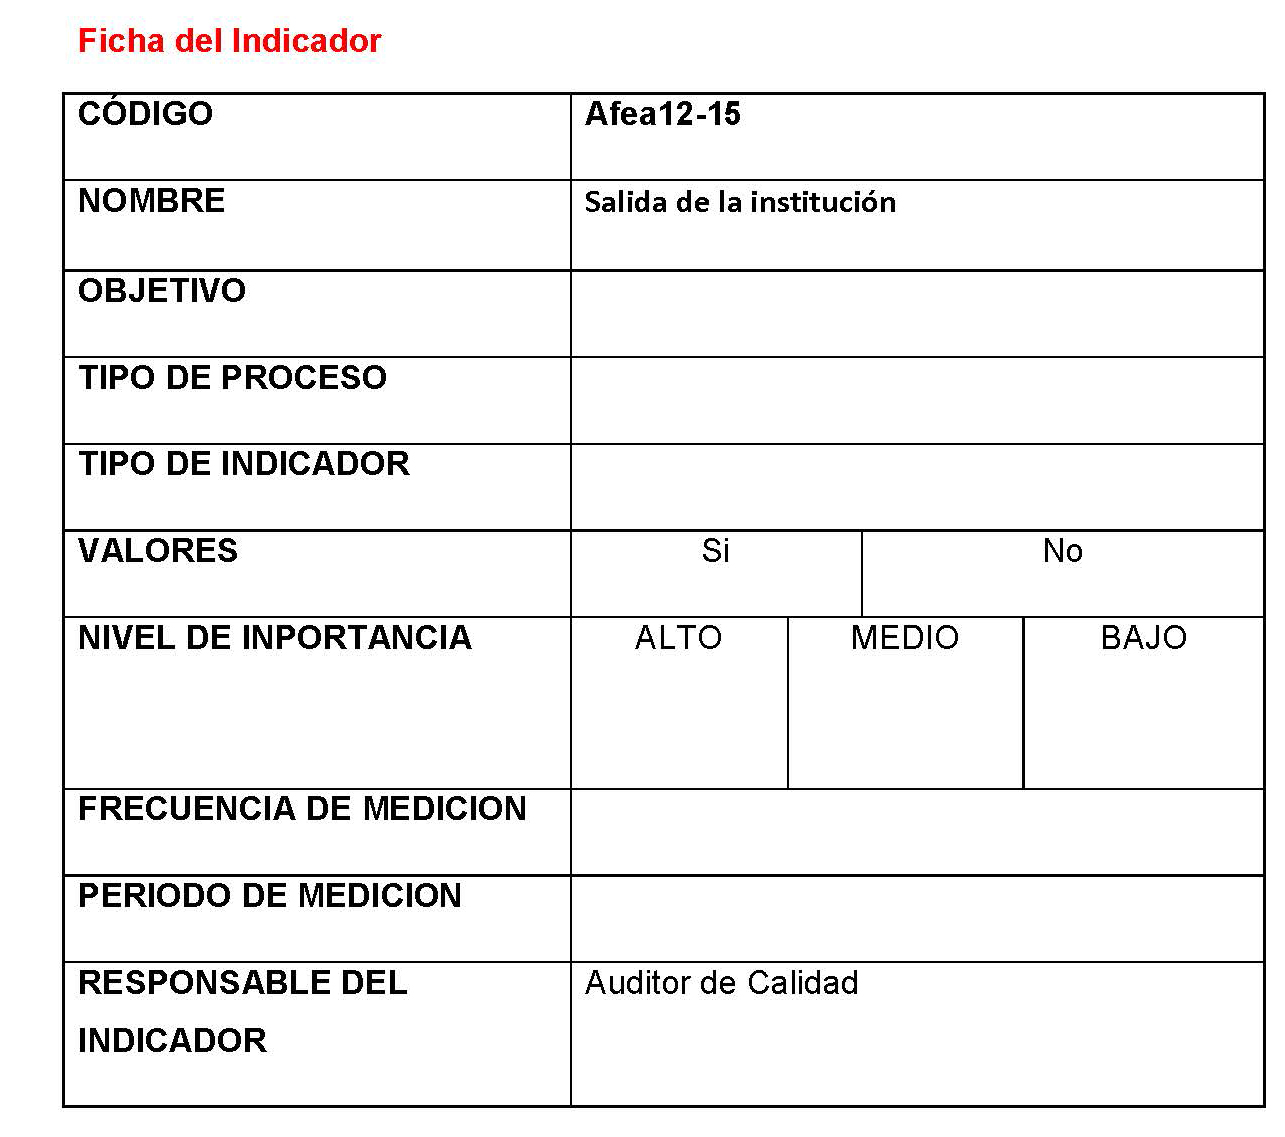 Ficha del Indicador
CÓDIGO Afea12-15
NOMBRE Salida de la institución
OBJETIVO
TIPO DE PROCESO
TIPO DE INDICADOR
VALORES Si No
NIVEL DE INPORTANCIA ALTO MEDIO BAJO
FRECUENCIA DE MEDICION
PERIODO DE MEDICION
RESPONSABLE DEL Auditor de Calidad
INDICADOR